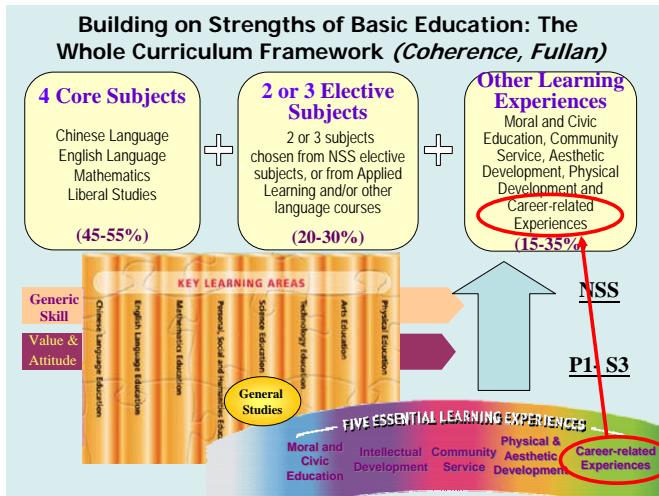 Building on Strengths of Basic Education: The
Whole Curriculum Framework (Coherence, Fullan)
4 Core Subjects
Chinese Language
English Language
Mathematics
Liberal Studies
(45-55%)
2 or 3 Elective
Subjects
2 or 3 subjects
chosen from NSS elective
subjects, or from Applied
Learning and/or other
language courses
(20-30%)
Other Learning
Experiences
Moral and Civic
Education, Community
Service, Aesthetic
Development, Physical
Development and
Career-related
Experiences
(15-35%)
KEY LEARNING AREAS
Generic
Skill
Value &
Attitude
Chinese Language Education
English Language Education
Mathematics Education
Personal, Social and Humanities
Science Education
Technology Education
Arts Education
Physical Education
General
Studies
NSS
P1- S3
FIVE ESSENTIAL LEARNING EXPERIENCES
Moral and
Civic
Education
Intellectual
Development
Community
Service
Physical &
Aesthetic
Development
Career-related
Experiences